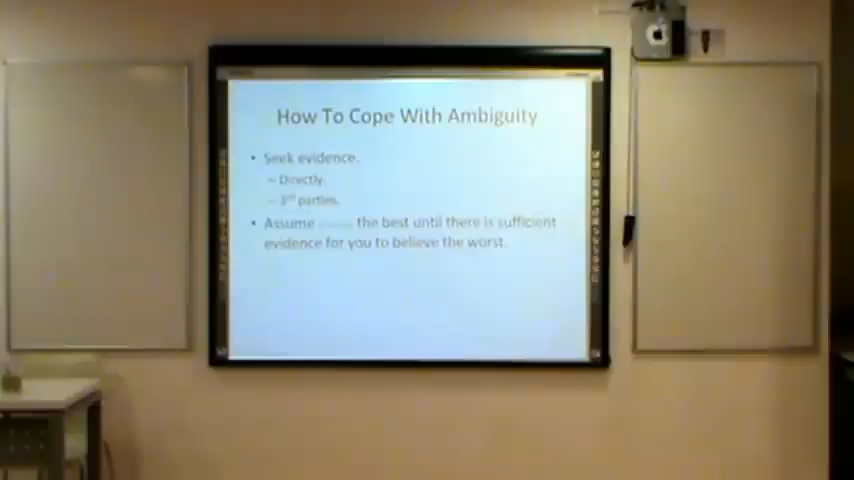 How To Cope With Ambiguity
• Seek evidence.
– Directly.
– 3rd parties.
• Assume the best until there is sufficient
evidence for you to believe the worst.